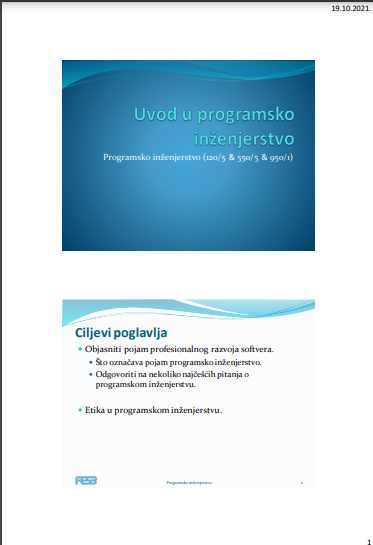 19.10.2021.
Uvod u programsko
inženjerstvo
Programsko inženjerstvo (120/5 & 550/5 & 950/1)
Ciljevi poglavlja
Objasniti pojam profesionalnog razvoja softvera.
Što označava pojam programsko inženjerstvo.
Odgovoriti na nekoliko najčešćih pitanja o
programskom inženjerstvu.
Etika u programskom inženjerstvu.
FESB
Programsko inženjerstvo
1